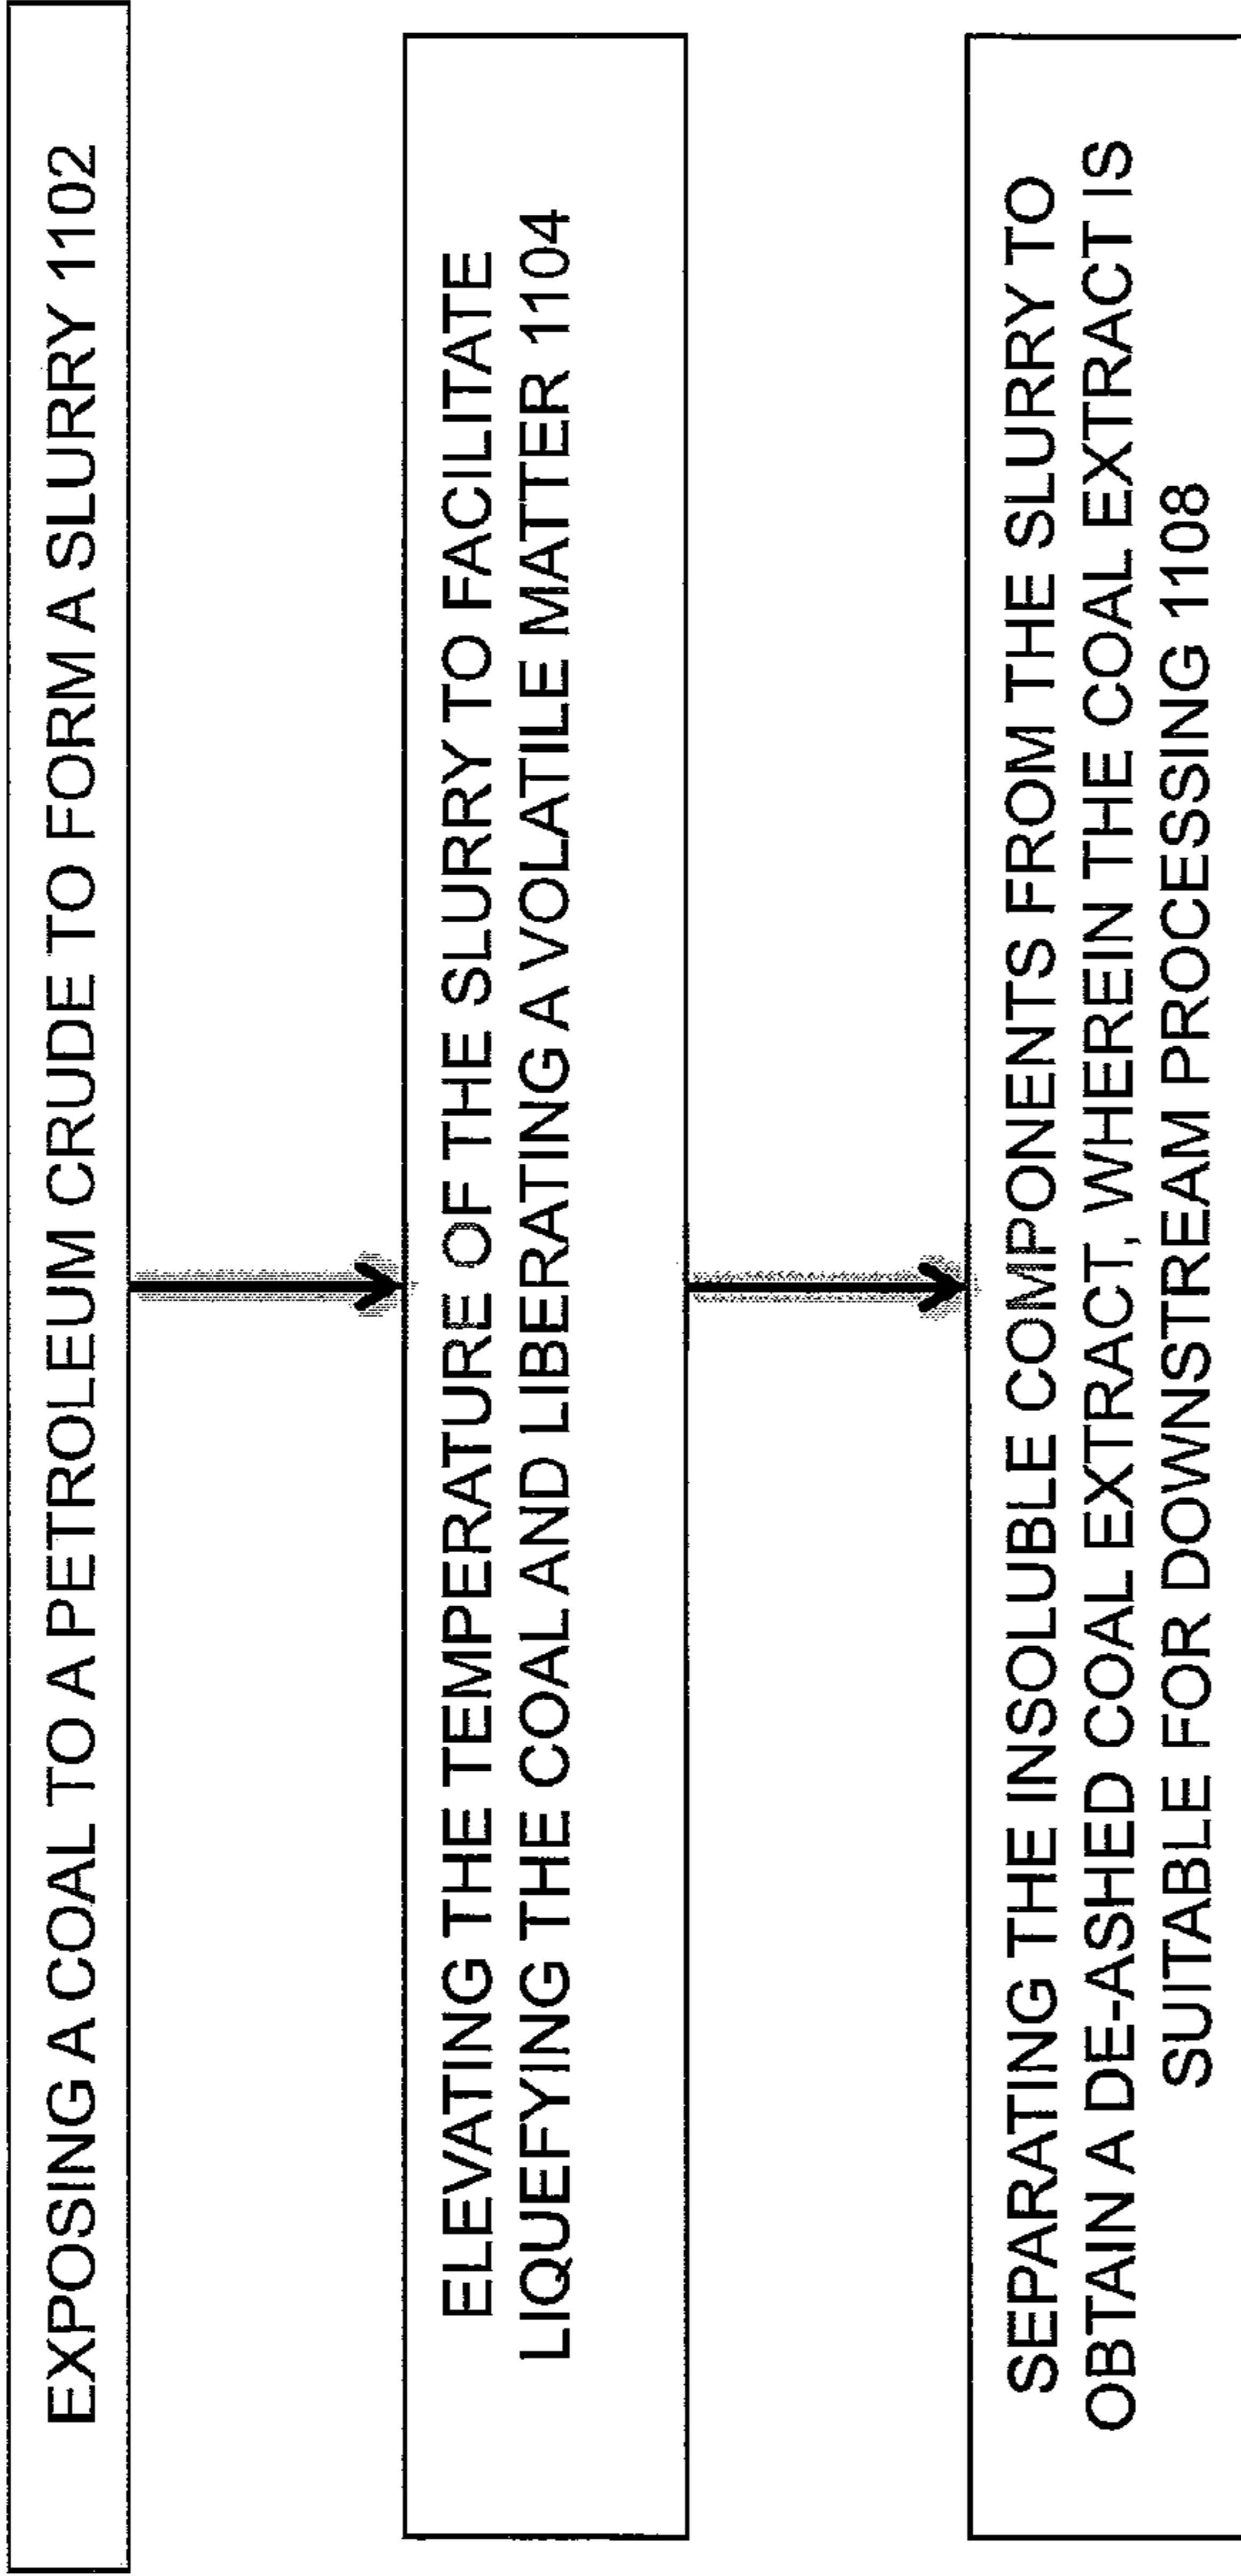 EXPOSING A COAL TO A PETROLEUM CRUDE TO FORM A SLURRY 1102
ELEVATING THE TEMPERATURE OF THE SLURRY TO FACILITATE
LIQUEFYING THE COAL AND LIBERATING A VOLATILE MATTER 1104
SEPARATING THE INSOLUBLE COMPONENTS FROM THE SLURRY TO
OBTAIN A DE-ASHED COAL EXTRACT, WHEREIN THE COAL EXTRACT IS
SUITABLE FOR DOWNSTREAM PROCESSING 1108